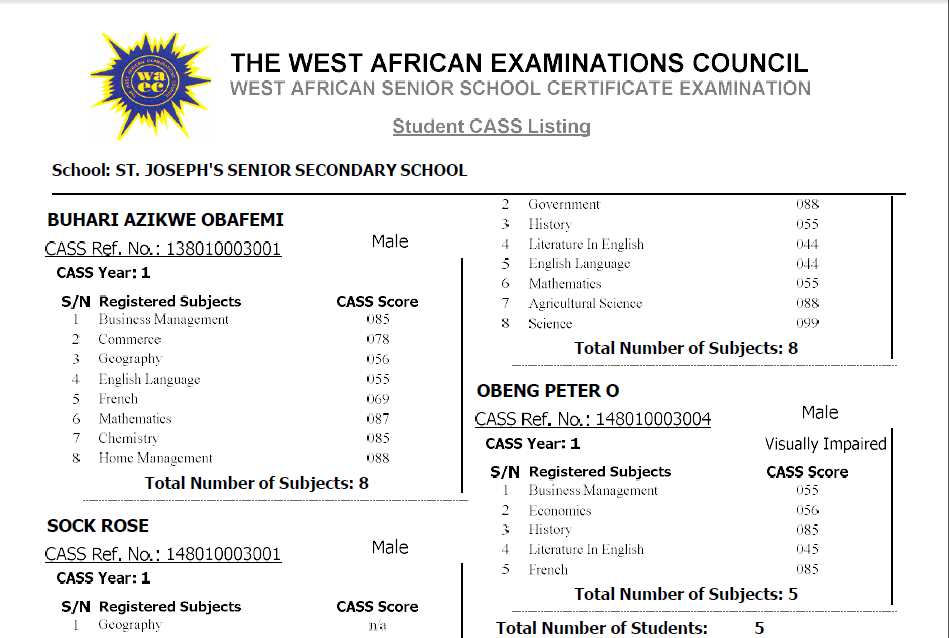 waec
THE WEST AFRICAN EXAMINATIONS COUNCIL
WEST AFRICAN SENIOR SCHOOL CERTIFICATE EXAMINATION
Student CASS Listing
School: ST. JOSEPH'S SENIOR SECONDARY SCHOOL
BUHARI AZIKWE OBAFEMI
CASS Ref. No.: 138010003001 Male
CASS Year: 1
S/N Registered Subjects CASS Score
1 Business Management 085
2 Commerce 078
3 Geography 056
4 English Language 055
5 French 069
6 Mathematics 087
7 Chemistry 085
8 Home Management 088
Total Number of Subjects: 8
SOCK ROSE
CASS Ref. No.: 148010003001 Male
CASS Year: 1
S/N Registered Subjects CASS Score
1 Geography n/a
2 Government 088
3 History 055
4 Literature In English 044
5 English Language 044
6 Mathematics 055
7 Agricultural Science 088
8 Science 099
Total Number of Subjects: 8
OBENG PETER O
CASS Ref. No.: 148010003004 Male
CASS Year: 1 Visually Impaired
S/N Registered Subjects CASS Score
1 Business Management 055
2 Economics 056
3 History 085
4 Literature In English 045
5 French 085
Total Number of Subjects: 5
Total Number of Students: 5